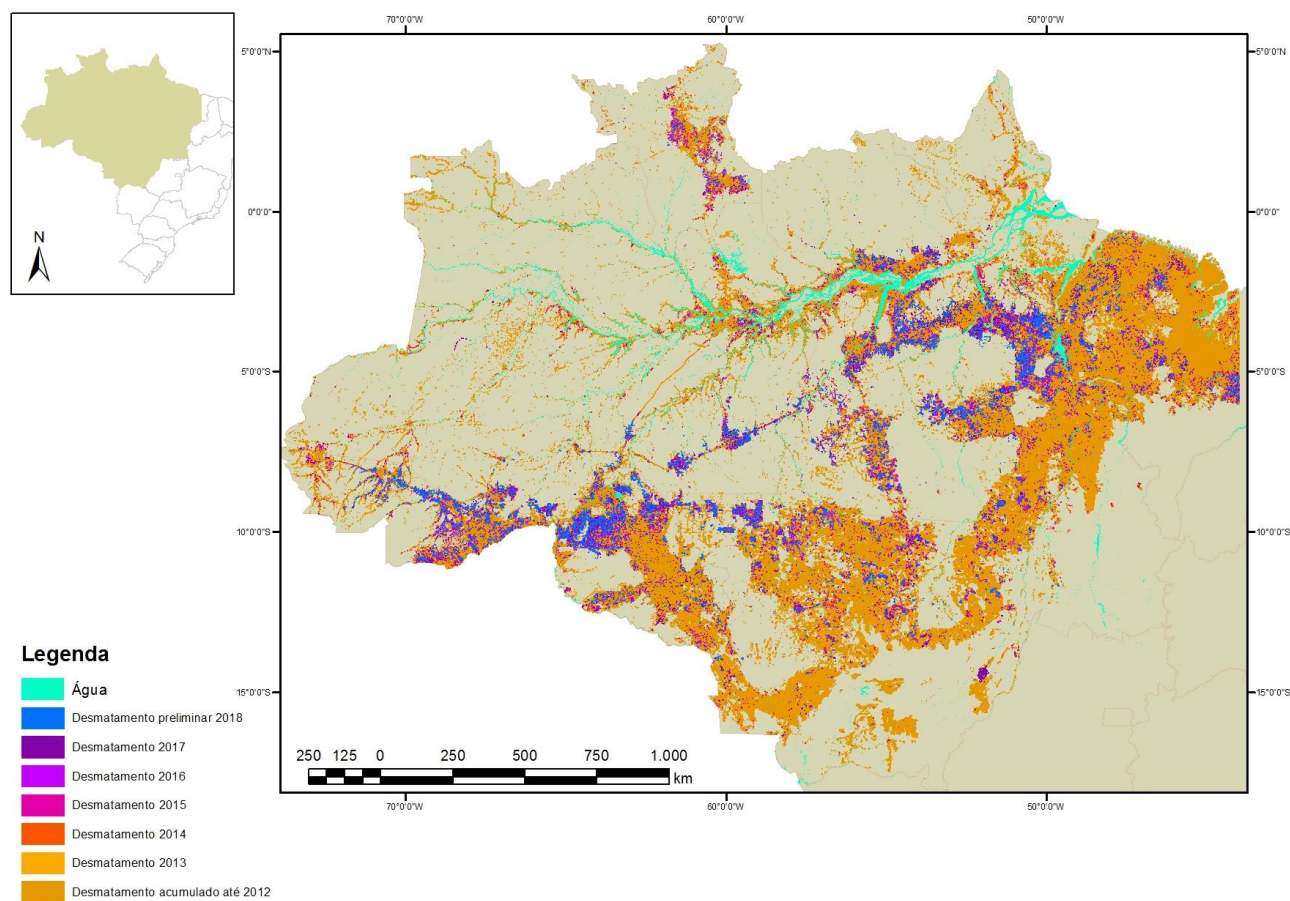 N
70°0'0"W
60°0'0"W
50°0'0"W
5°0'0"N
5°0'0"N
0°0'0"
0°0'0"
5°0'0"S
5°0'0"S
10°0'0"S
10°0'0"S
15°0'0"S
15°0'0"S
250 125 0 250 500 750 1.000
km
70°0'0"W
60°0'0"W
50°0'0"W
Legenda
Água
Desmatamento preliminar 2018
Desmatamento 2017
Desmatamento 2016
Desmatamento 2015
Desmatamento 2014
Desmatamento 2013
Desmatamento acumulado até 2012